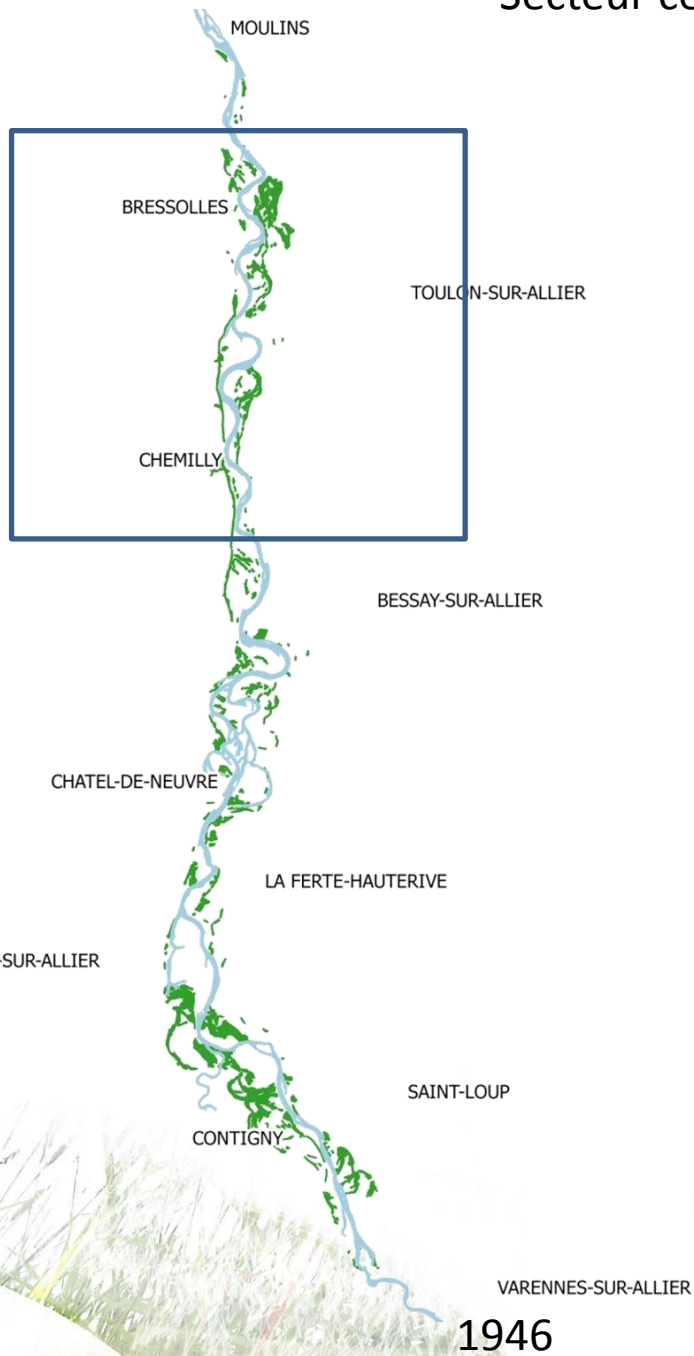 Secteur
MOULINS
BRESSOLLES
TOULON-SUR-ALLIER
CHEMILLY
BESSAY-SUR-ALLIER
CHATEL-DE-NEUVRE
LA FERTE-HAUTERIVE
-SUR-ALLIER
SAINT-LOUP
CONTIGNY
VARENNES-SUR-ALLIER
1946